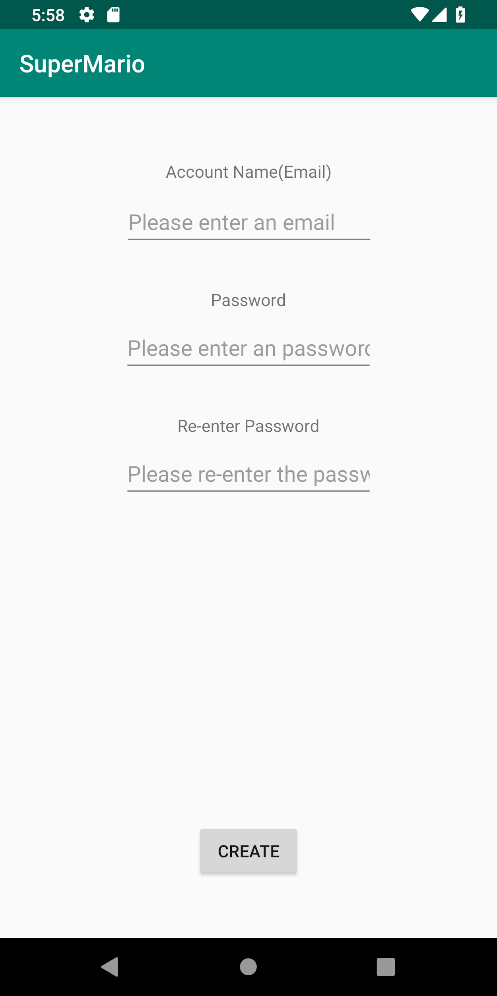 5:58
SuperMario
Account Name(Email)
Please enter an email
Password
Please enter an password
Re-enter Password
Please re-enter the passw
CREATE